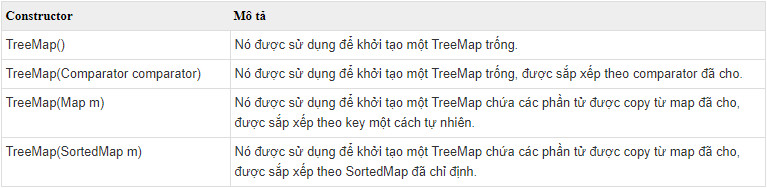 Constructor Mô tả
TreeMap() Nó được sử dụng để khởi tạo một TreeMap trống.
TreeMap(Comparator comparator) Nó được sử dụng để khởi tạo một TreeMap trống, được sắp xếp theo comparator đã cho.
TreeMap(Map m) Nó được sử dụng để khởi tạo một TreeMap chứa các phần tử được copy từ map đã cho,
được sắp xếp theo key một cách tự nhiên.
TreeMap(SortedMap m) Nó được sử dụng để khởi tạo một TreeMap chứa các phần tử được copy từ map đã cho,
được sắp xếp theo SortedMap đã chỉ định.